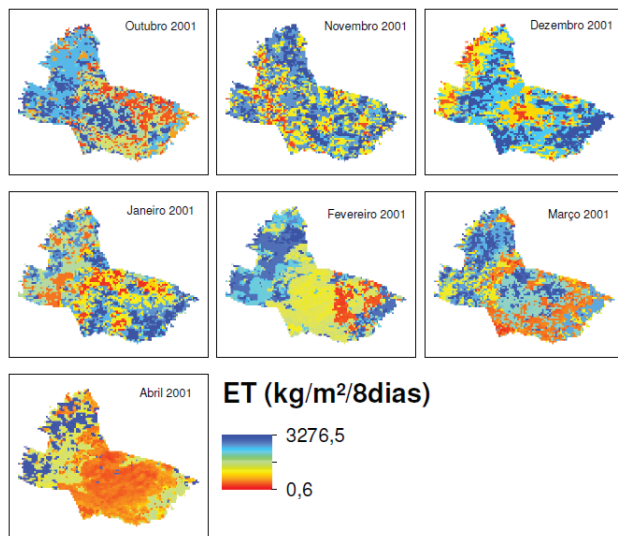 Outubro 2001
Novembro 2001
Dezembro 2001
Janeiro 2001
Fevereiro 2001
Março 2001
Abril 2001
ET (kg/m²/8dias)
3276,5
0,6